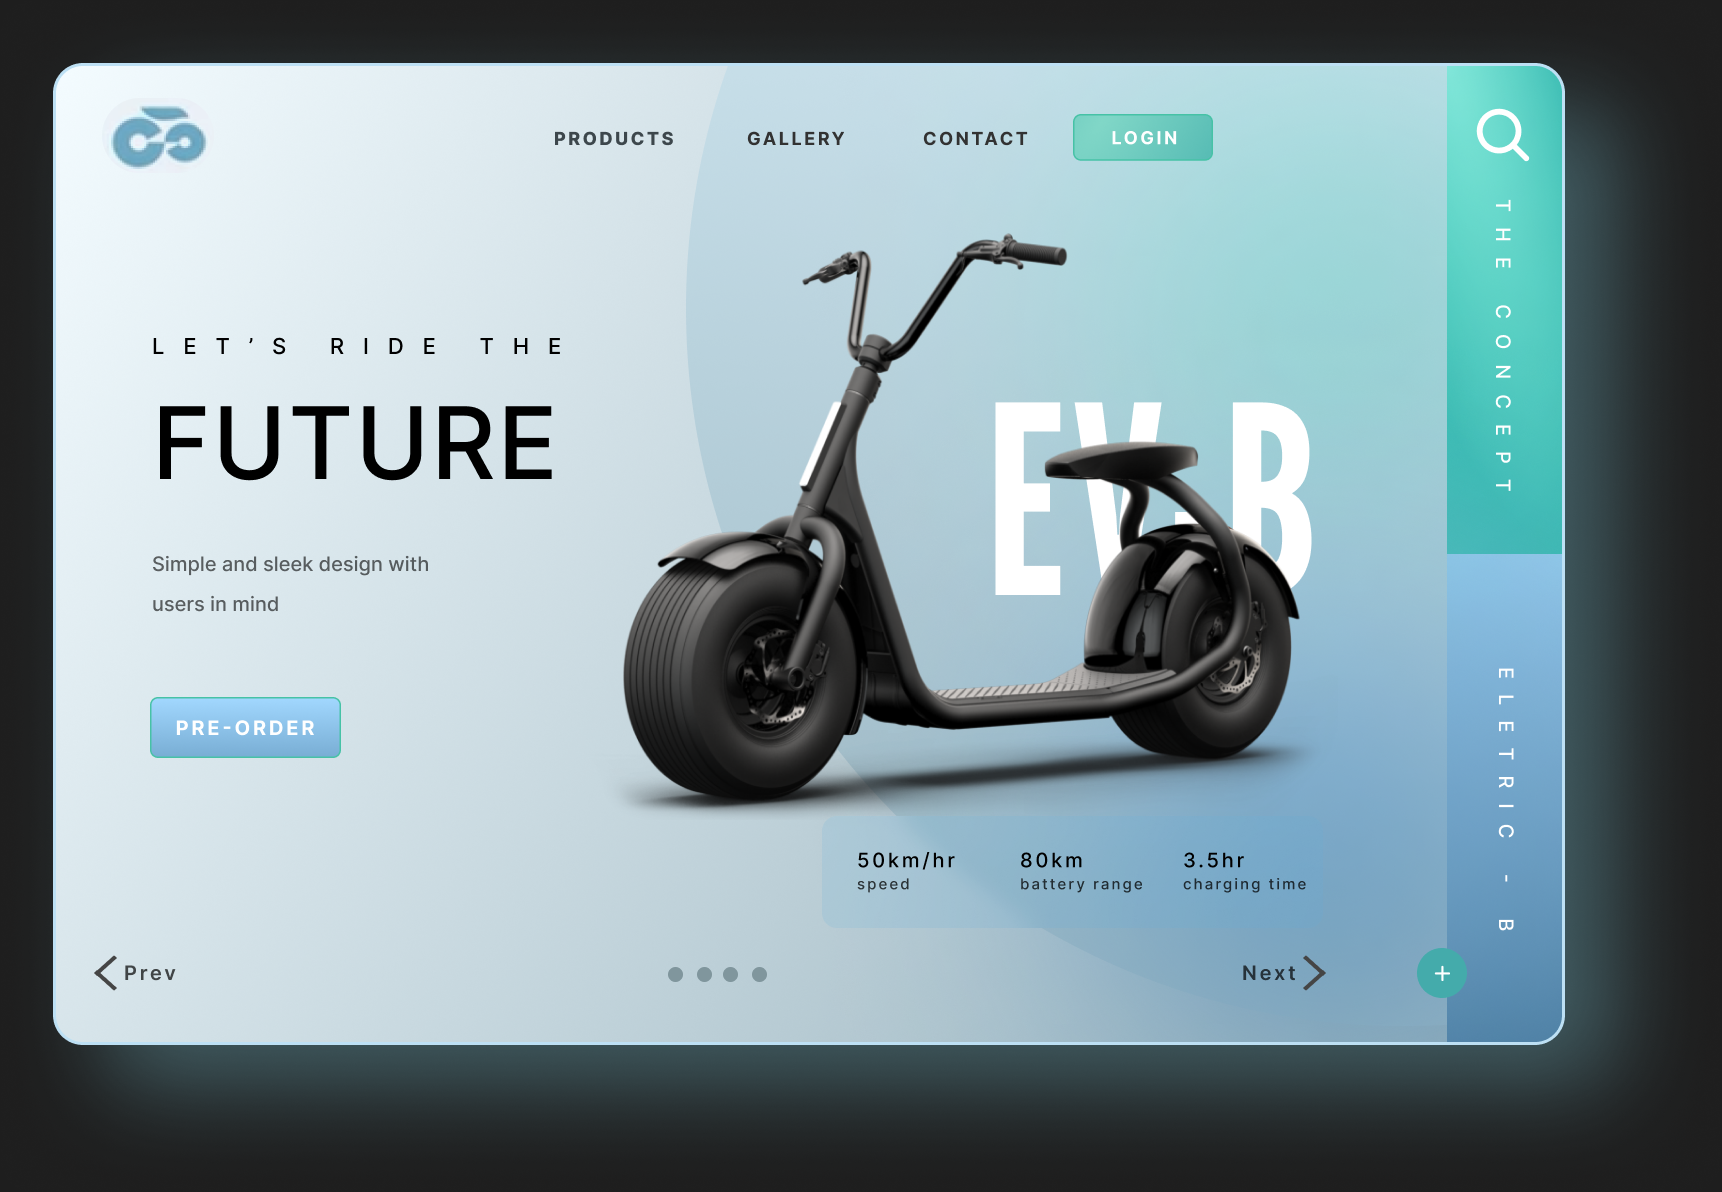 PRODUCTS GALLERY CONTACT LOGIN
THE CONCEPT
LET’S RIDE THE
FUTURE
EV-B
Simple and sleek design with
users in mind
PRE-ORDER
ELETRIC - B
50km/hr 80km 3.5hr
speed battery range charging time
Prev Next +